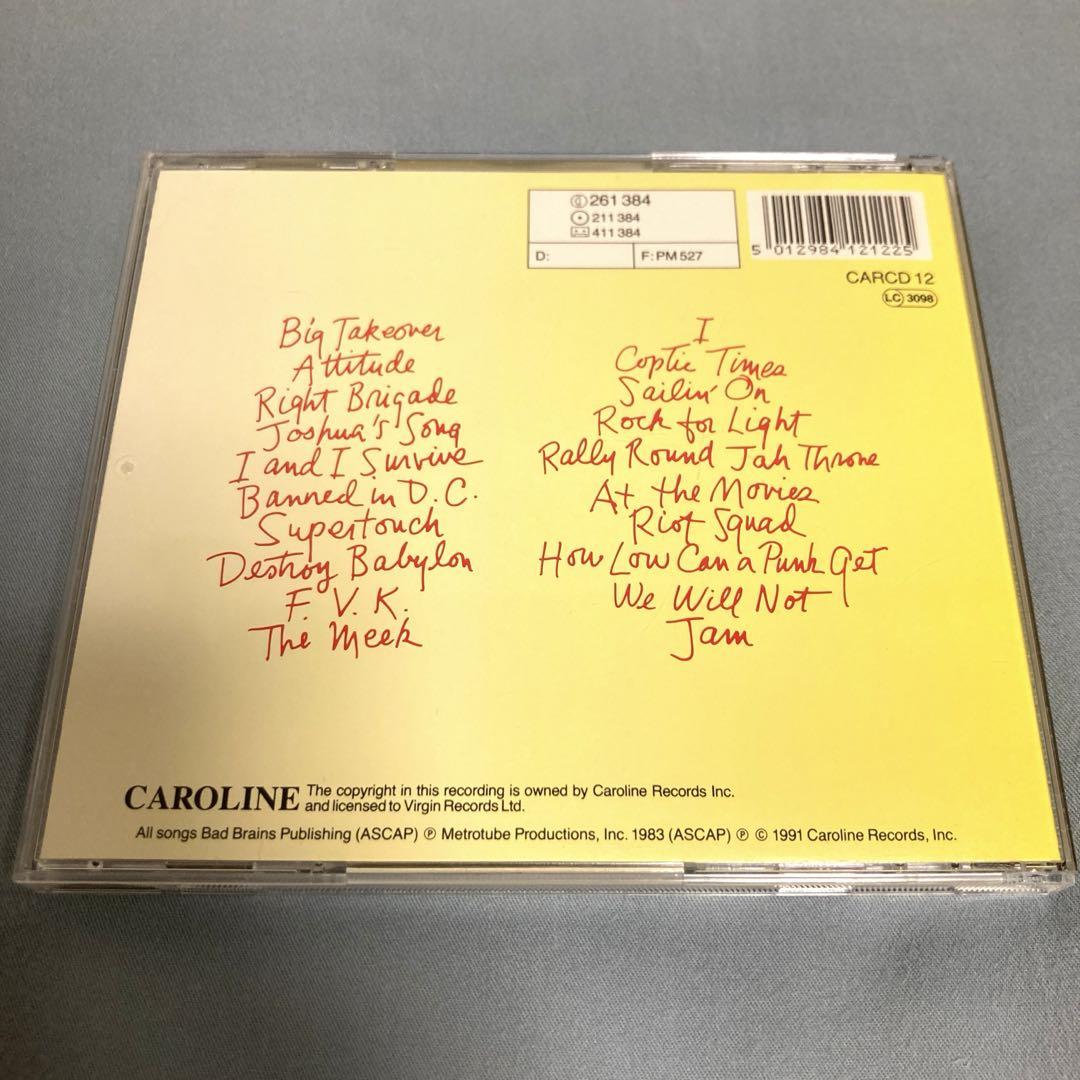 Ⓖ 261 384
211 384
411 384
D:
F: PM 527
5 012984 121225
CARCD 12
LC 3098
Big Takeover
Attitude
Right Brigade
Joshua's Song
I and I Survive
Banned in D.C.
Supertouch
Destroy Babylon
F. V. K.
The Meek
I
Coptic Times
Sailin' On
Rock for Light
Rally Round Jah Throne
At the Movies
Riot Squad
How Low Can a Punk Get
We Will Not
Jam
CAROLINE
The copyright in this recording is owned by Caroline Records Inc.
and licensed to Virgin Records Ltd.
All songs Bad Brains Publishing (ASCAP) ℗ Metrotube Productions, Inc. 1983 (ASCAP) ℗ © 1991 Caroline Records, Inc.